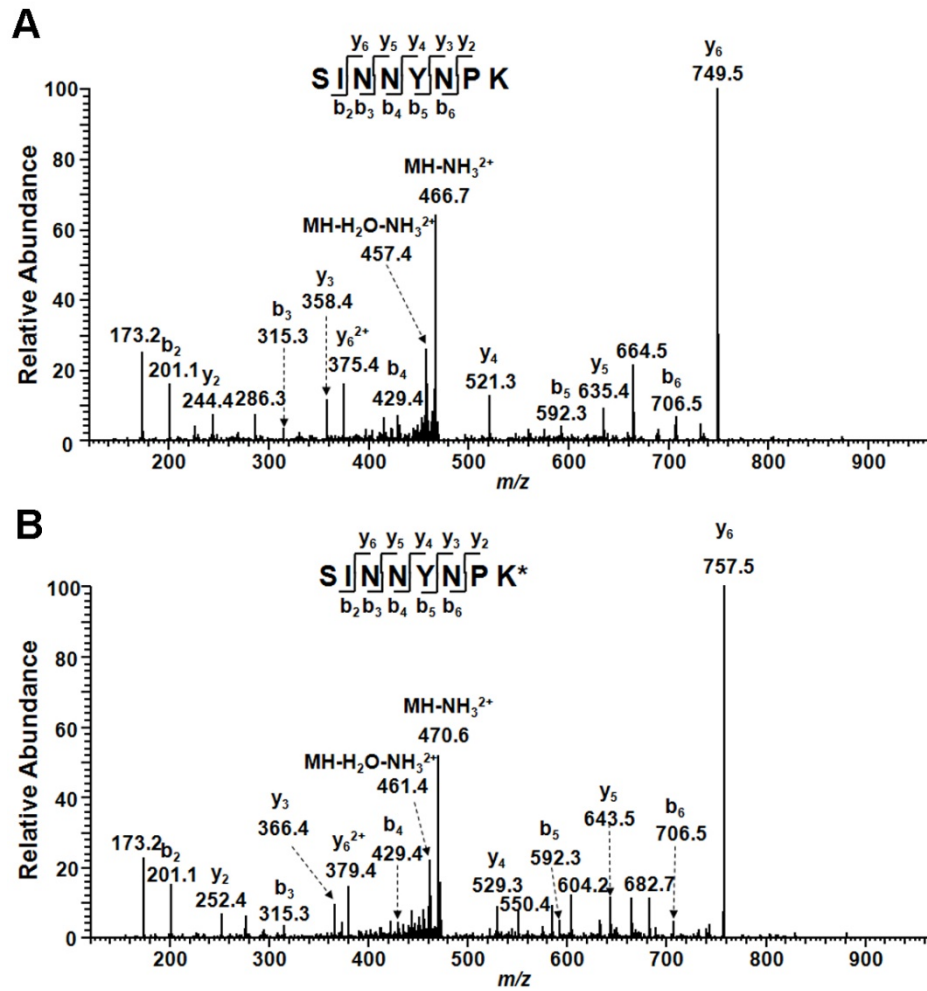 A
y6 y5 y4 y3 y2
S I N N Y N P K
b2 b3 b4 b5 b6
y6
749.5
MH-NH3 2+
466.7
MH-H2O-NH3 2+
457.4
y3
358.4
b3
315.3
173.2
b2
201.1
y2
244.4
286.3
y6 2+
375.4
b4
429.4
y4
521.3
b5
592.3
y5
635.4
664.5
b6
706.5
Relative Abundance
100
80
60
40
20
0
200 300 400 500 600 700 800 900
m/z
B
y6 y5 y4 y3 y2
S I N N Y N P K*
b2 b3 b4 b5 b6
y6
757.5
MH-NH3 2+
470.6
MH-H2O-NH3 2+
461.4
y3
366.4
173.2
b2
201.1
y2
252.4
b3
315.3
y6 2+
379.4
b4
429.4
y4
529.3
550.4
b5
592.3
604.2
y5
643.5
682.7
b6
706.5
Relative Abundance
100
80
60
40
20
0
200 300 400 500 600 700 800 900
m/z